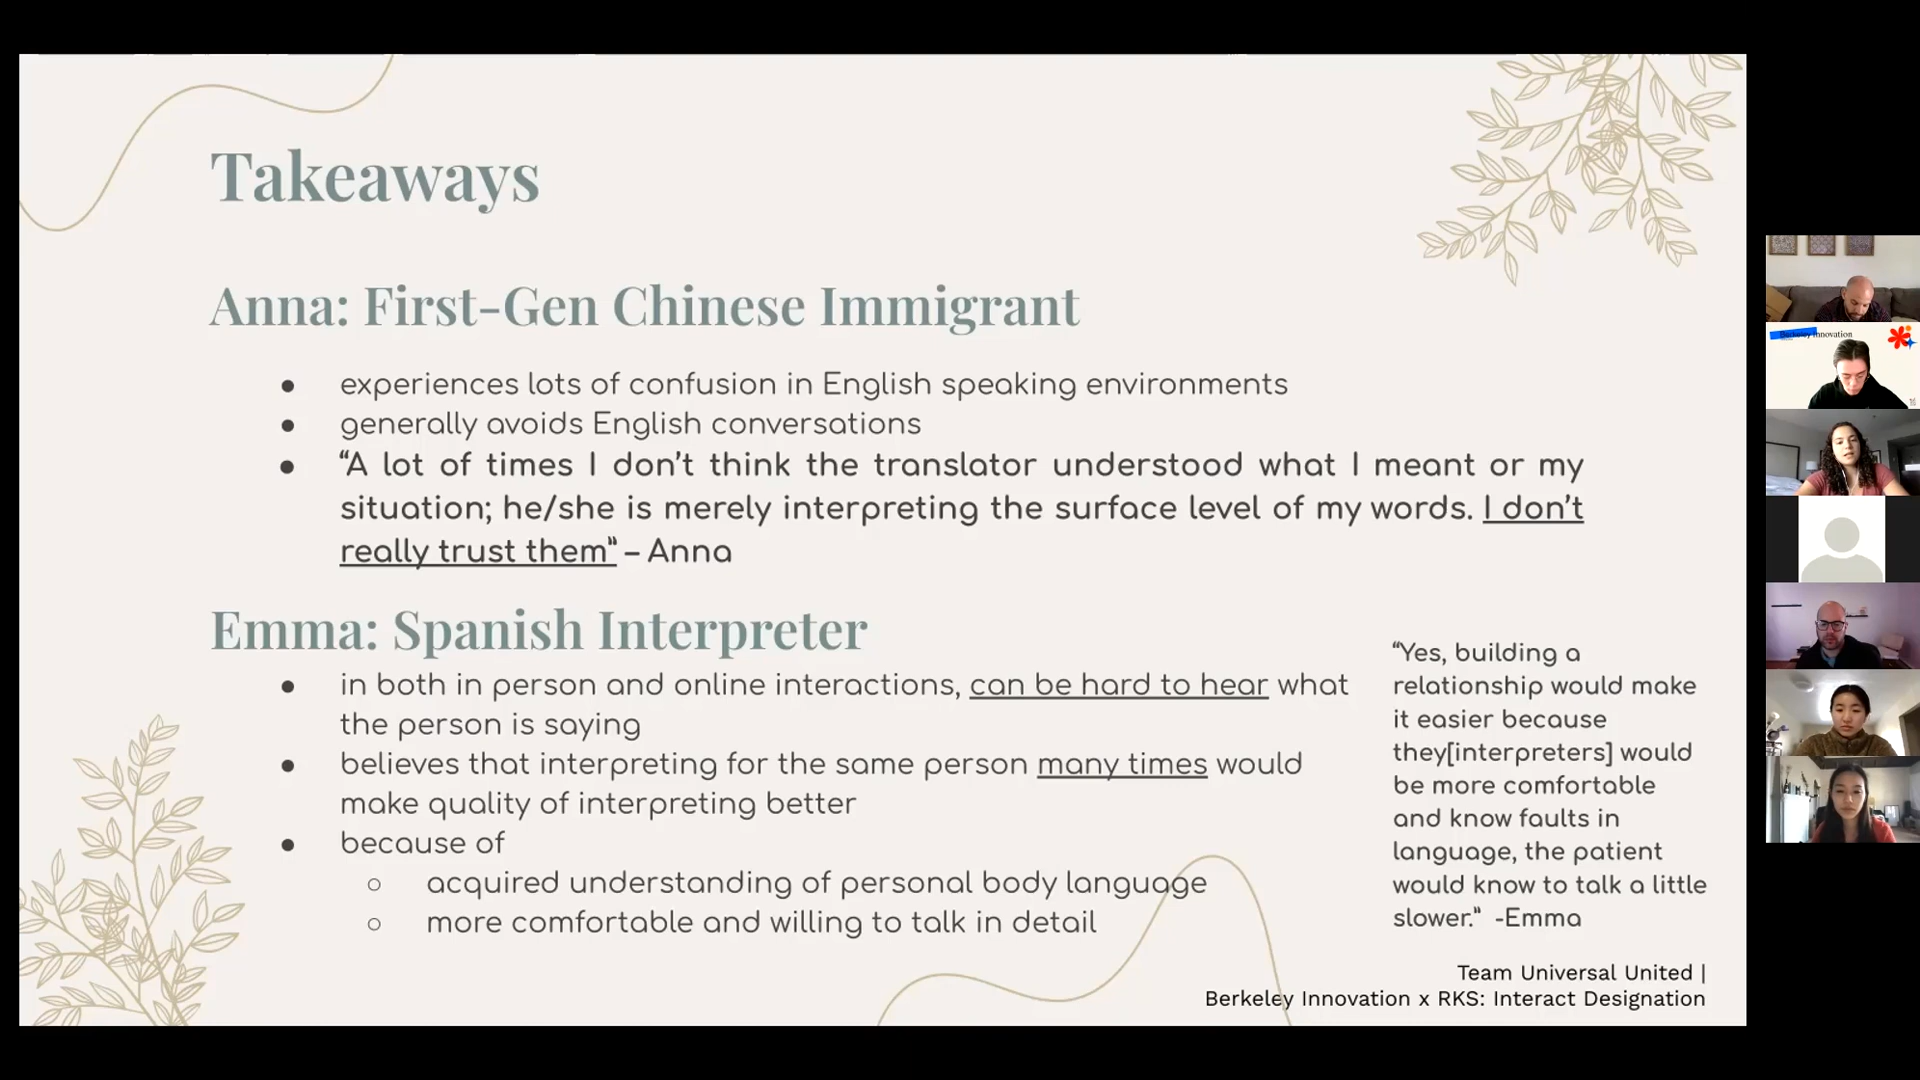 Takeaways
Anna: First-Gen Chinese Immigrant
● experiences lots of confusion in English speaking environments
● generally avoids English conversations
● “A lot of times I don’t think the translator understood what I meant or my
situation; he/she is merely interpreting the surface level of my words. I don’t
really trust them” – Anna
Emma: Spanish Interpreter
● in both in person and online interactions, can be hard to hear what
the person is saying
● believes that interpreting for the same person many times would
make quality of interpreting better
● because of
○ acquired understanding of personal body language
○ more comfortable and willing to talk in detail
“Yes, building a
relationship would make
it easier because
they[interpreters] would
be more comfortable
and know faults in
language, the patient
would know to talk a little
slower.” -Emma
Team Universal United |
Berkeley Innovation x RKS: Interact Designation
Berkeley Innovation